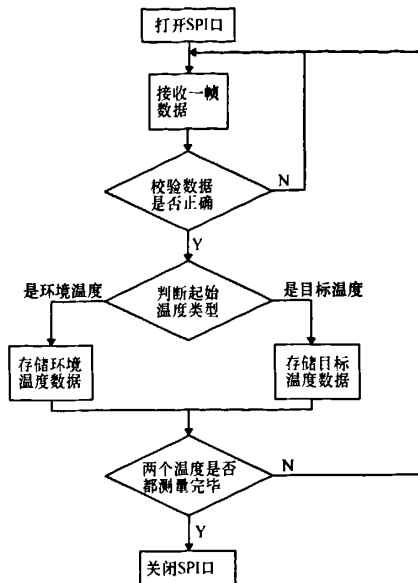 打开SPI口
接收一帧
数据
校验数据
是否正确
N
Y
是环境温度
判断起始
温度类型
是目标温度
存储环境
温度数据
存储目标
温度数据
两个温度是否
都测量完毕
N
Y
关闭SPI口